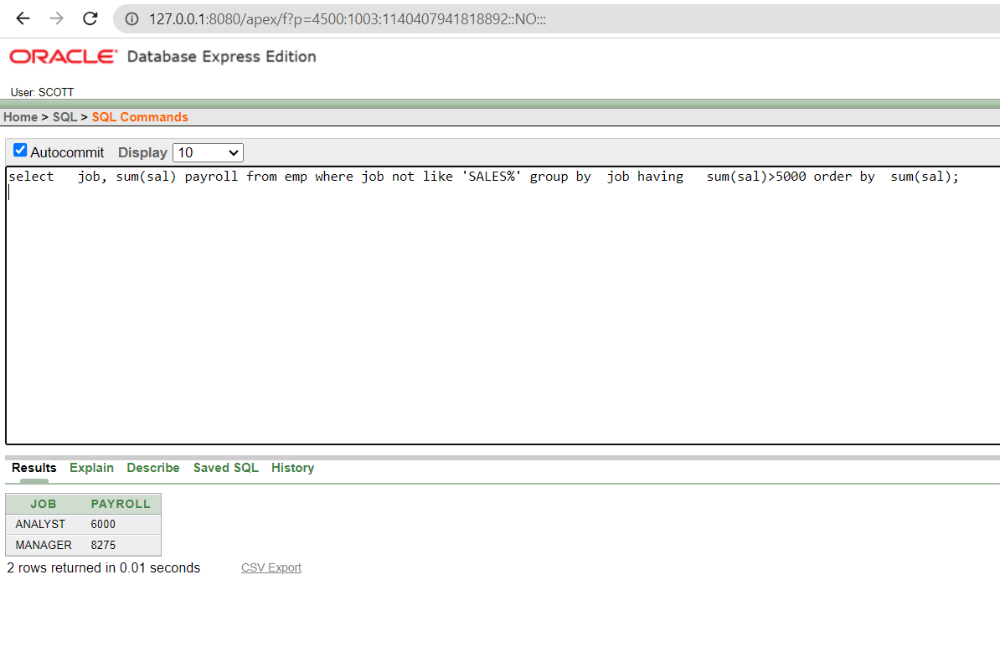 127.0.0.1:8080/apex/f?p=4500:1003:1140407941818892::NO:::
ORACLE Database Express Edition
User: SCOTT
Home > SQL > SQL Commands
Autocommit Display 10
select   job, sum(sal) payroll from emp where job not like 'SALES%' group by  job having   sum(sal)>5000 order by  sum(sal);
Results Explain Describe Saved SQL History
JOB PAYROLL
ANALYST 6000
MANAGER 8275
2 rows returned in 0.01 seconds CSV Export